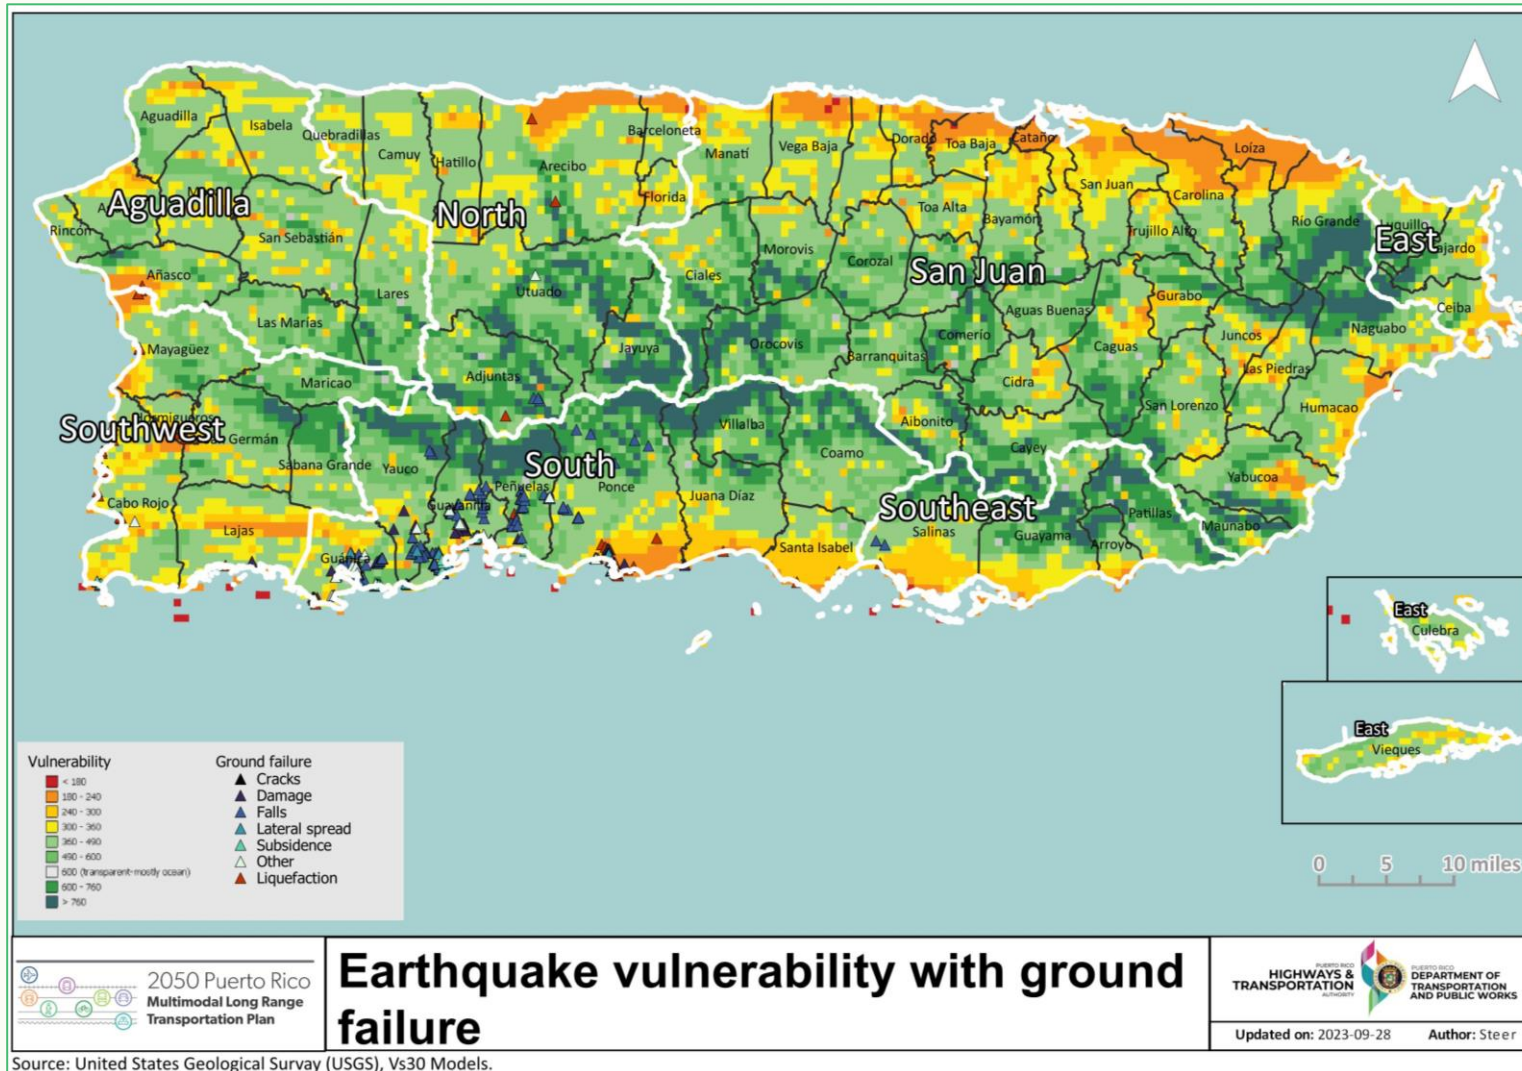 Aguadilla
Isabela
Quebradillas
Camuy
Hatillo
Arecibo
Barceloneta
Manatí
Vega Baja
Dorado
Toa Baja
Cataño
Loíza
Florida
San Juan
Carolina
Aguadilla
North
Toa Alta
Bayamón
Trujillo Alto
Río Grande
Rincón
San Sebastián
Morovis
Corozal
East
Añasco
Lares
Utuado
Ciales
San Juan
Gurabo
Ceiba
Las Marías
Aguas Buenas
Naguabo
Mayagüez
Jayuya
Orocovis
Barranquitas
Comerío
Caguas
Juncos
Maricao
Adjuntas
Cidra
Las Piedras
Southwest
Germán
Villalba
Aibonito
San Lorenzo
Humacao
Sabana Grande
Yauco
South
Coamo
Cayey
Cabo Rojo
Peñuelas
Ponce
Juana Díaz
Yabucoa
Guayanilla
Southeast
Patillas
Lajas
Salinas
Guayama
Maunabo
Guánica
Santa Isabel
Arroyo
East
Culebra
East
Vieques
Vulnerability
< 180
180 - 240
240 - 300
300 - 360
360 - 490
490 - 600
600 (transparent-mostly ocean)
600 - 760
> 760
Ground failure
Cracks
Damage
Falls
Lateral spread
Subsidence
Other
Liquefaction
0 5 10 miles
2050 Puerto Rico
Multimodal Long Range
Transportation Plan
Earthquake vulnerability with ground
failure
PUERTO RICO
HIGHWAYS &
TRANSPORTATION
AUTHORITY
PUERTO RICO
DEPARTMENT OF
TRANSPORTATION
AND PUBLIC WORKS
Updated on: 2023-09-28 Author: Steer
Source: United States Geological Survay (USGS), Vs30 Models.